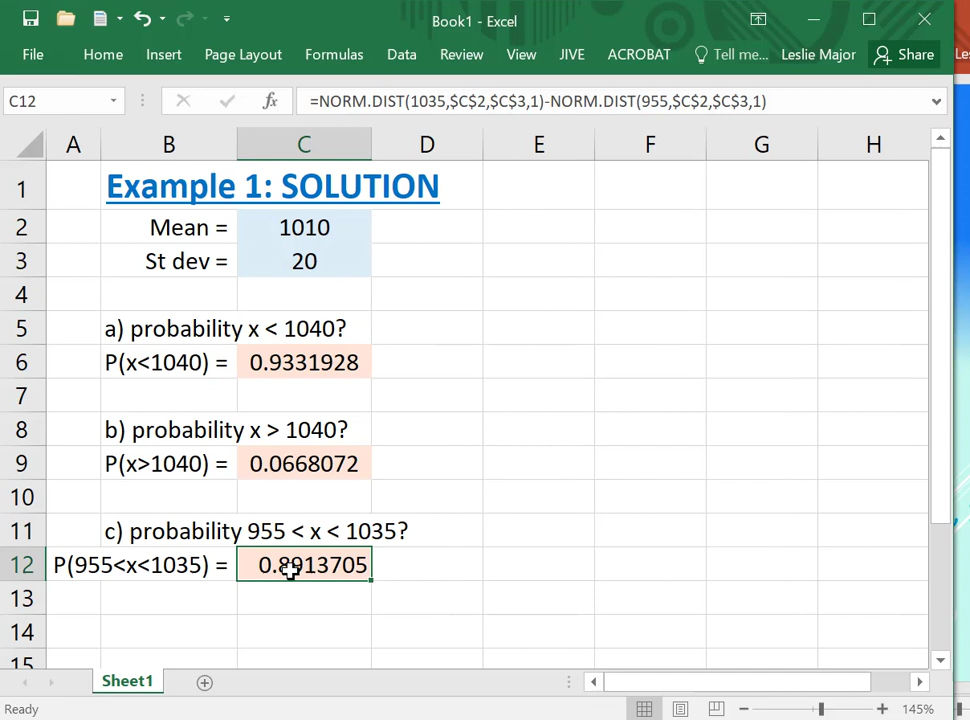 Book1 - Excel
File Home Insert Page Layout Formulas Data Review View JIVE ACROBAT Tell me... Leslie Major Share
C12 fx =NORM.DIST(1035,$C$2,$C$3,1)-NORM.DIST(955,$C$2,$C$3,1)
A B C D E F G H
1 Example 1: SOLUTION
2 Mean = 1010
3 St dev = 20
4
5 a) probability x < 1040?
6 P(x<1040) = 0.9331928
7
8 b) probability x > 1040?
9 P(x>1040) = 0.0668072
10
11 c) probability 955 < x < 1035?
12 P(955<x<1035) = 0.8913705
13
14
15
Sheet1
Ready 145%